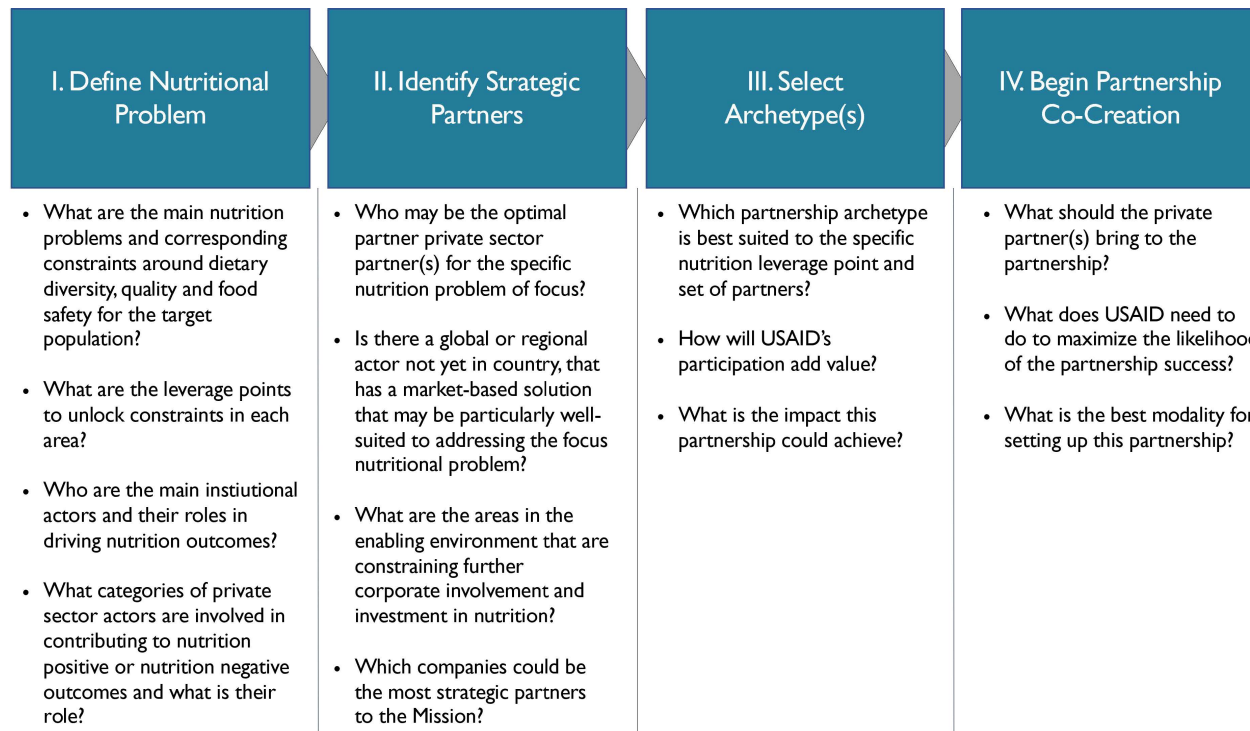 I. Define Nutritional
Problem
• What are the main nutrition
problems and corresponding
constraints around dietary
diversity, quality and food
safety for the target
population?
• What are the leverage points
to unlock constraints in each
area?
• Who are the main instiutional
actors and their roles in
driving nutrition outcomes?
• What categories of private
sector actors are involved in
contributing to nutrition
positive or nutrition negative
outcomes and what is their
role?
II. Identify Strategic
Partners
• Who may be the optimal
partner private sector
partner(s) for the specific
nutrition problem of focus?
• Is there a global or regional
actor not yet in country, that
has a market-based solution
that may be particularly well-
suited to addressing the focus
nutritional problem?
• What are the areas in the
enabling environment that are
constraining further
corporate involvement and
investment in nutrition?
• Which companies could be
the most strategic partners
to the Mission?
III. Select
Archetype(s)
• Which partnership archetype
is best suited to the specific
nutrition leverage point and
set of partners?
• How will USAID's
participation add value?
• What is the impact this
partnership could achieve?
IV. Begin Partnership
Co-Creation
• What should the private
partner(s) bring to the
partnership?
• What does USAID need to
do to maximize the likelihood
of the partnership success?
• What is the best modality for
setting up this partnership?